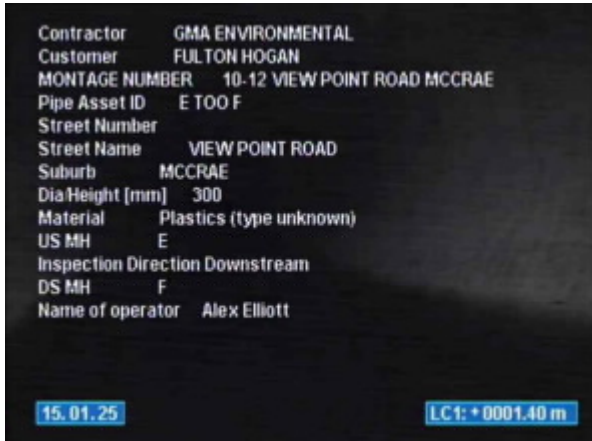 Contractor GMA ENVIRONMENTAL
Customer FULTON HOGAN
MONTAGE NUMBER 10-12 VIEW POINT ROAD MCCRAE
Pipe Asset ID E TOO F
Street Number
Street Name VIEW POINT ROAD
Suburb MCCRAE
Dia/Height [mm] 300
Material Plastics (type unknown)
US MH E
Inspection Direction Downstream
DS MH F
Name of operator Alex Elliott
15.01.25 LC1: +0001.40 m